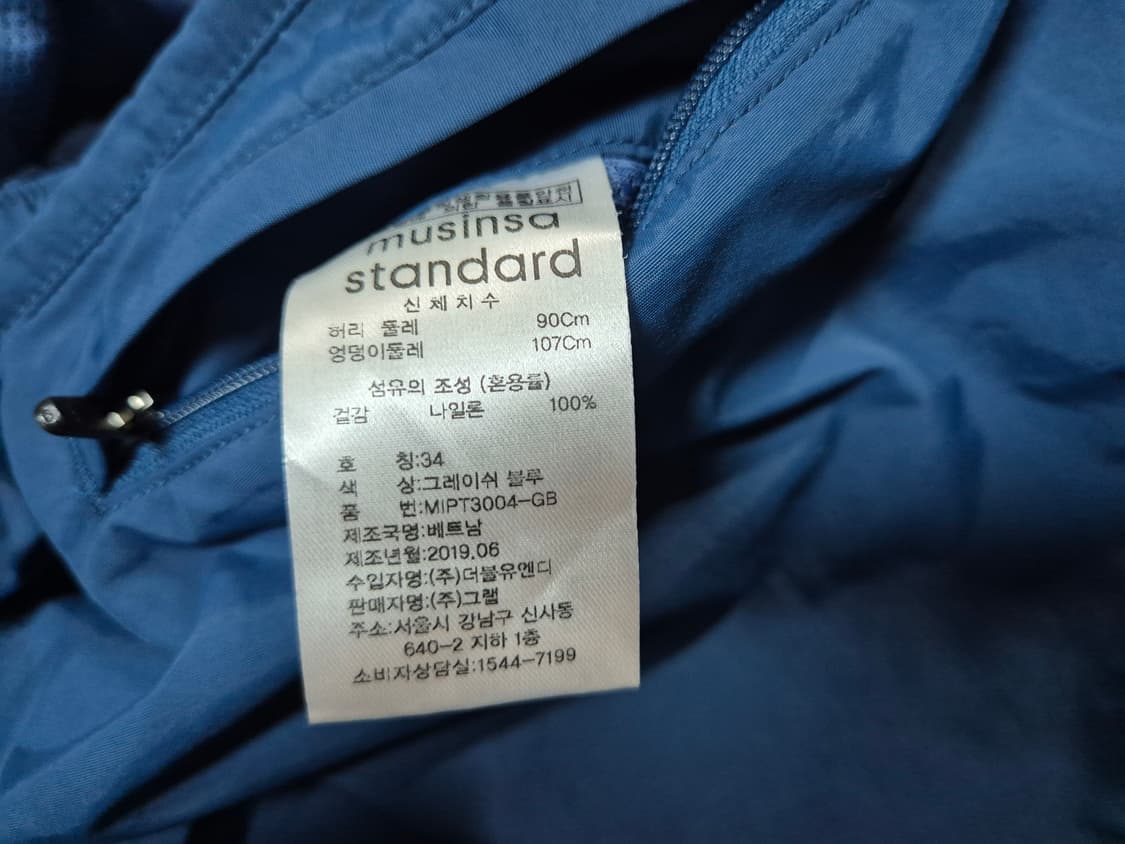 musinsa
standard
신체치수
허리 둘레 90Cm
엉덩이둘레 107Cm
섬유의 조성 (혼용률)
겉감 나일론 100%
호 칭:34
색 상:그레이쉬 블루
품 번:MIPT3004-GB
제조국명:베트남
제조년월:2019.06
수입자명:(주)더블유엔디
판매자명:(주)그랩
주소:서울시 강남구 신사동
640-2 지하 1층
소비자상담실:1544-7199